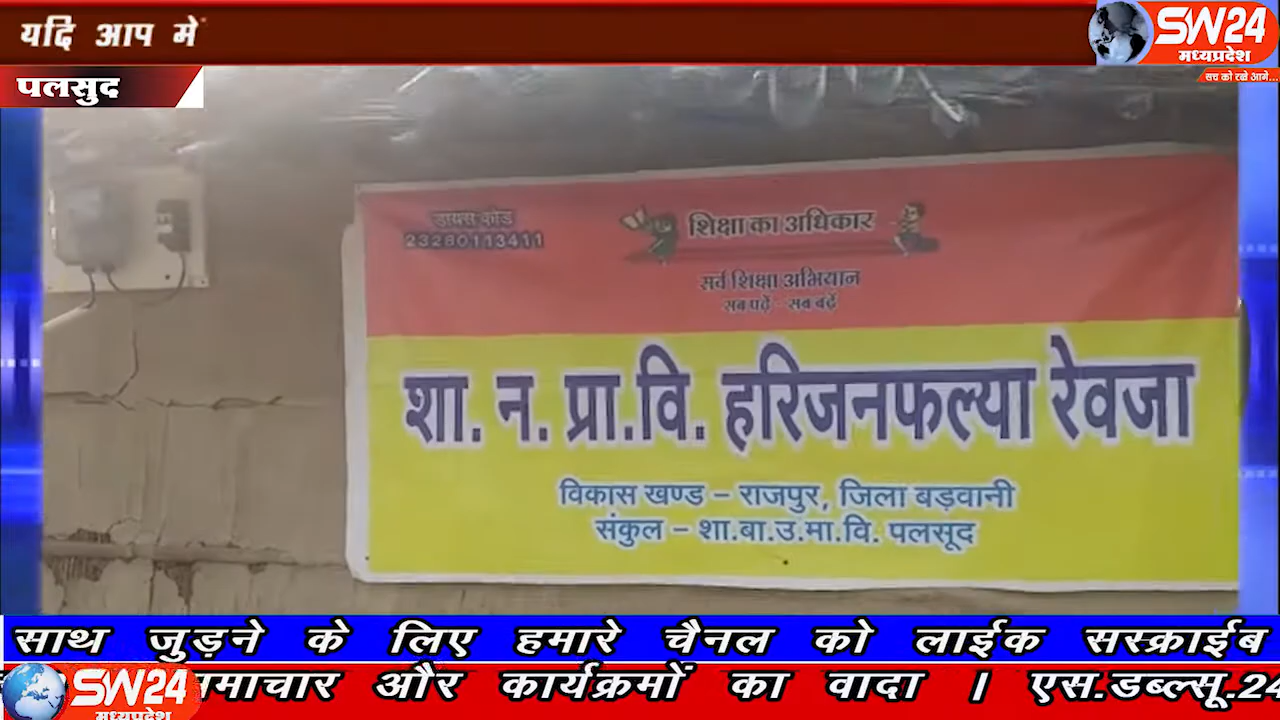 यदि आप मे
SW24
मध्यप्रदेश
सच को रखे आगे...
पलसुद
डायस कोड
23280113411
शिक्षा का अधिकार
सर्व शिक्षा अभियान
सब पढ़ें - सब बढ़ें
शा. न. प्रा.वि. हरिजनफल्या रेवजा
विकास खण्ड – राजपुर, जिला बड़वानी
संकुल – शा.बा.उ.मा.वि. पलसूद
साथ जुड़ने के लिए हमारे चैनल को लाईक सस्क्राईब
समाचार और कार्यक्रमों का वादा । एस.डब्ल्सू.24
SW24
मध्यप्रदेश